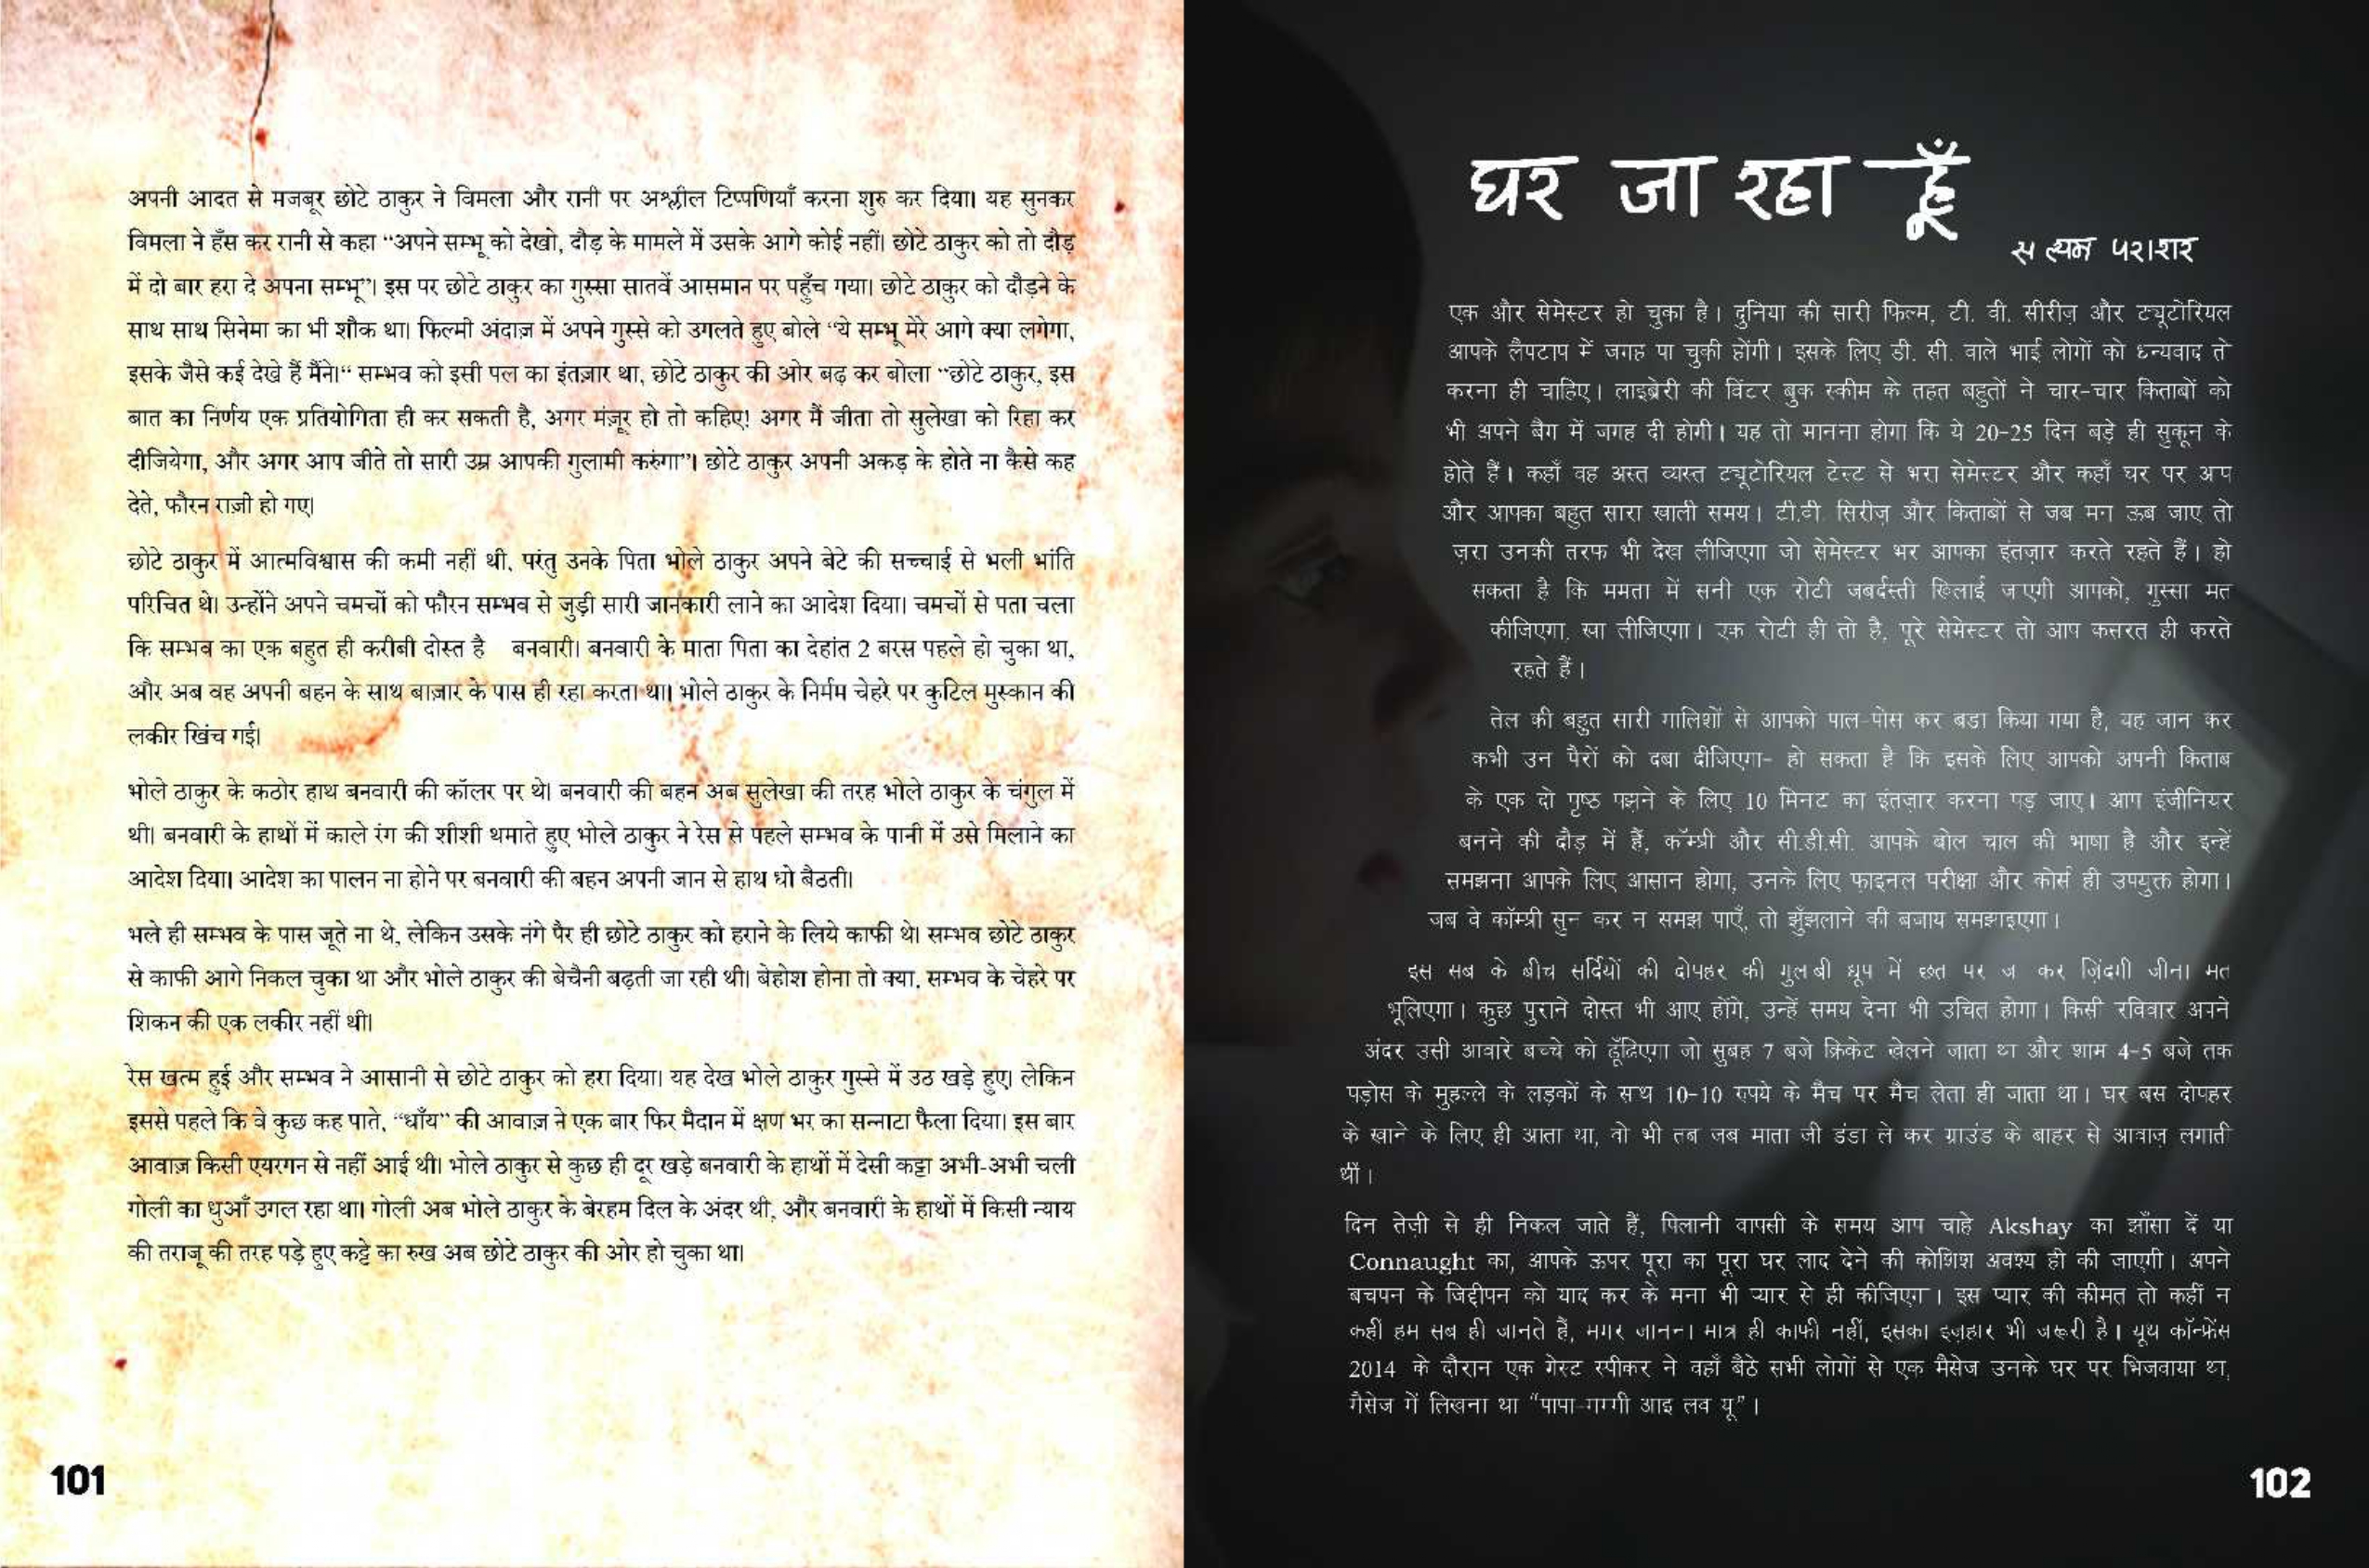 अपनी आदत से मजबूर छोटे ठाकुर ने विमला और रानी पर अश्लील टिप्पणियाँ करना शुरु कर दिया। यह सुनकर
विमला ने हँस कर रानी से कहा “अपने सम्भू को देखो, दौड़ के मामले में उसके आगे कोई नहीं। छोटे ठाकुर को तो दौड़
में दो बार हरा दे अपना सम्भू”। इस पर छोटे ठाकुर का गुस्सा सातवें आसमान पर पहुँच गया। छोटे ठाकुर को दौड़ने के
साथ साथ सिनेमा का भी शौक था। फिल्मी अंदाज़ में अपने गुस्से को उगलते हुए बोले “ये सम्भू मेरे आगे क्या लगेगा,
इसके जैसे कई देखे हैं मैंने।“ सम्भव को इसी पल का इंतज़ार था, छोटे ठाकुर की ओर बढ़ कर बोला “छोटे ठाकुर, इस
बात का निर्णय एक प्रतियोगिता ही कर सकती है, अगर मंज़ूर हो तो कहिए! अगर मैं जीता तो सुलेखा को रिहा कर
दीजियेगा, और अगर आप जीते तो सारी उम्र आपकी गुलामी करुंगा”। छोटे ठाकुर अपनी अकड़ के होते ना कैसे कह
देते, फौरन राज़ी हो गए।
छोटे ठाकुर में आत्मविश्वास की कमी नहीं थी, परंतु उनके पिता भोले ठाकुर अपने बेटे की सच्चाई से भली भांति
परिचित थे। उन्होंने अपने चमचों को फौरन सम्भव से जुड़ी सारी जानकारी लाने का आदेश दिया। चमचों से पता चला
कि सम्भव का एक बहुत ही करीबी दोस्त है बनवारी। बनवारी के माता पिता का देहांत 2 बरस पहले हो चुका था,
और अब वह अपनी बहन के साथ बाज़ार के पास ही रहा करता था। भोले ठाकुर के निर्मम चेहरे पर कुटिल मुस्कान की
लकीर खिंच गई।
भोले ठाकुर के कठोर हाथ बनवारी की कॉलर पर थे। बनवारी की बहन अब सुलेखा की तरह भोले ठाकुर के चंगुल में
थी। बनवारी के हाथों में काले रंग की शीशी थमाते हुए भोले ठाकुर ने रेस से पहले सम्भव के पानी में उसे मिलाने का
आदेश दिया। आदेश का पालन ना होने पर बनवारी की बहन अपनी जान से हाथ धो बैठती।
भले ही सम्भव के पास जूते ना थे, लेकिन उसके नंगे पैर ही छोटे ठाकुर को हराने के लिये काफी थे। सम्भव छोटे ठाकुर
से काफी आगे निकल चुका था और भोले ठाकुर की बेचैनी बढ़ती जा रही थी। बेहोश होना तो क्या, सम्भव के चेहरे पर
शिकन की एक लकीर नहीं थी।
रेस खत्म हुई और सम्भव ने आसानी से छोटे ठाकुर को हरा दिया। यह देख भोले ठाकुर गुस्से में उठ खड़े हुए। लेकिन
इससे पहले कि वे कुछ कह पाते, “धाँय” की आवाज़ ने एक बार फिर मैदान में क्षण भर का सन्नाटा फैला दिया। इस बार
आवाज़ किसी एयरगन से नहीं आई थी। भोले ठाकुर से कुछ ही दूर खड़े बनवारी के हाथों में देसी कट्टा अभी-अभी चली
गोली का धुआँ उगल रहा था। गोली अब भोले ठाकुर के बेरहम दिल के अंदर थी, और बनवारी के हाथों में किसी न्याय
की तराजू की तरह पड़े हुए कट्टे का रुख अब छोटे ठाकुर की ओर हो चुका था।
101
घर जा रहा हूँ
सत्यन पराशर
एक और सेमेस्टर हो चुका है। दुनिया की सारी फिल्म, टी. वी. सीरीज़ और ट्यूटोरियल
आपके लैपटाप में जगह पा चुकी होंगी। इसके लिए डी. सी. वाले भाई लोगों को धन्यवाद तो
करना ही चाहिए। लाइब्रेरी की विंटर बुक स्कीम के तहत बहुतों ने चार-चार किताबों को
भी अपने बैग में जगह दी होगी। यह तो मानना होगा कि ये 20-25 दिन बड़े ही सुकून के
होते हैं। कहाँ वह अस्त व्यस्त ट्यूटोरियल टेस्ट से भरा सेमेस्टर और कहाँ घर पर आप
और आपका बहुत सारा खाली समय। टी.वी. सिरीज़ और किताबों से जब मन ऊब जाए तो
ज़रा उनकी तरफ भी देख लीजिएगा जो सेमेस्टर भर आपका इंतज़ार करते रहते हैं। हो
सकता है कि ममता में सनी एक रोटी जबर्दस्ती खिलाई जाएगी आपको, गुस्सा मत
कीजिएगा, खा लीजिएगा। एक रोटी ही तो है, पूरे सेमेस्टर तो आप कसरत ही करते
रहते हैं।
तेल की बहुत सारी मालिशों से आपको पाल-पोस कर बडा किया गया है, यह जान कर
कभी उन पैरों को दबा दीजिएगा- हो सकता है कि इसके लिए आपको अपनी किताब
के एक दो पृष्ठ पढ़ने के लिए 10 मिनट का इंतज़ार करना पड़ जाए। आप इंजीनियर
बनने की दौड़ में हैं, कॉम्प्री और सी.डी.सी. आपके बोल चाल की भाषा है और इन्हें
समझना आपके लिए आसान होगा, उनके लिए फाइनल परीक्षा और कोर्स ही उपयुक्त होगा।
जब वे कॉम्प्री सुन कर न समझ पाएँ, तो झुँझलाने की बजाय समझाइएगा।
इस सब के बीच सर्दियों की दोपहर की गुलाबी धूप में छत पर जा कर ज़िंदगी जीना मत
भूलिएगा। कुछ पुराने दोस्त भी आए होंगे, उन्हें समय देना भी उचित होगा। किसी रविवार अपने
अंदर उसी आवारे बच्चे को ढूँढिएगा जो सुबह 7 बजे क्रिकेट खेलने जाता था और शाम 4-5 बजे तक
पड़ोस के मुहल्ले के लड़कों के साथ 10-10 रुपये के मैच पर मैच लेता ही जाता था। घर बस दोपहर
के खाने के लिए ही आता था, वो भी तब जब माता जी डंडा ले कर ग्राउंड के बाहर से आवाज़ लगाती
थीं।
दिन तेज़ी से ही निकल जाते हैं, पिलानी वापसी के समय आप चाहे Akshay का झाँसा दें या
Connaught का, आपके ऊपर पूरा का पूरा घर लाद देने की कोशिश अवश्य ही की जाएगी। अपने
बचपन के जिद्दीपन को याद कर के मना भी प्यार से ही कीजिएगा। इस प्यार की कीमत तो कहीं न
कहीं हम सब ही जानते हैं, मगर जानना मात्र ही काफी नहीं, इसका इज़हार भी जरूरी है। यूथ कॉन्फ्रेंस
2014 के दौरान एक गेस्ट स्पीकर ने वहाँ बैठे सभी लोगों से एक मैसेज उनके घर पर भिजवाया था,
मैसेज में लिखना था “पापा-मम्मी आइ लव यू”।
102